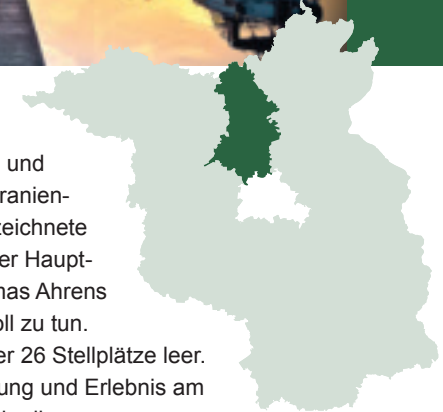 und
ranien-
zeichnete
er Haupt-
mas Ahrens
oll zu tun.
er 26 Stellplätze leer.
ung und Erlebnis am